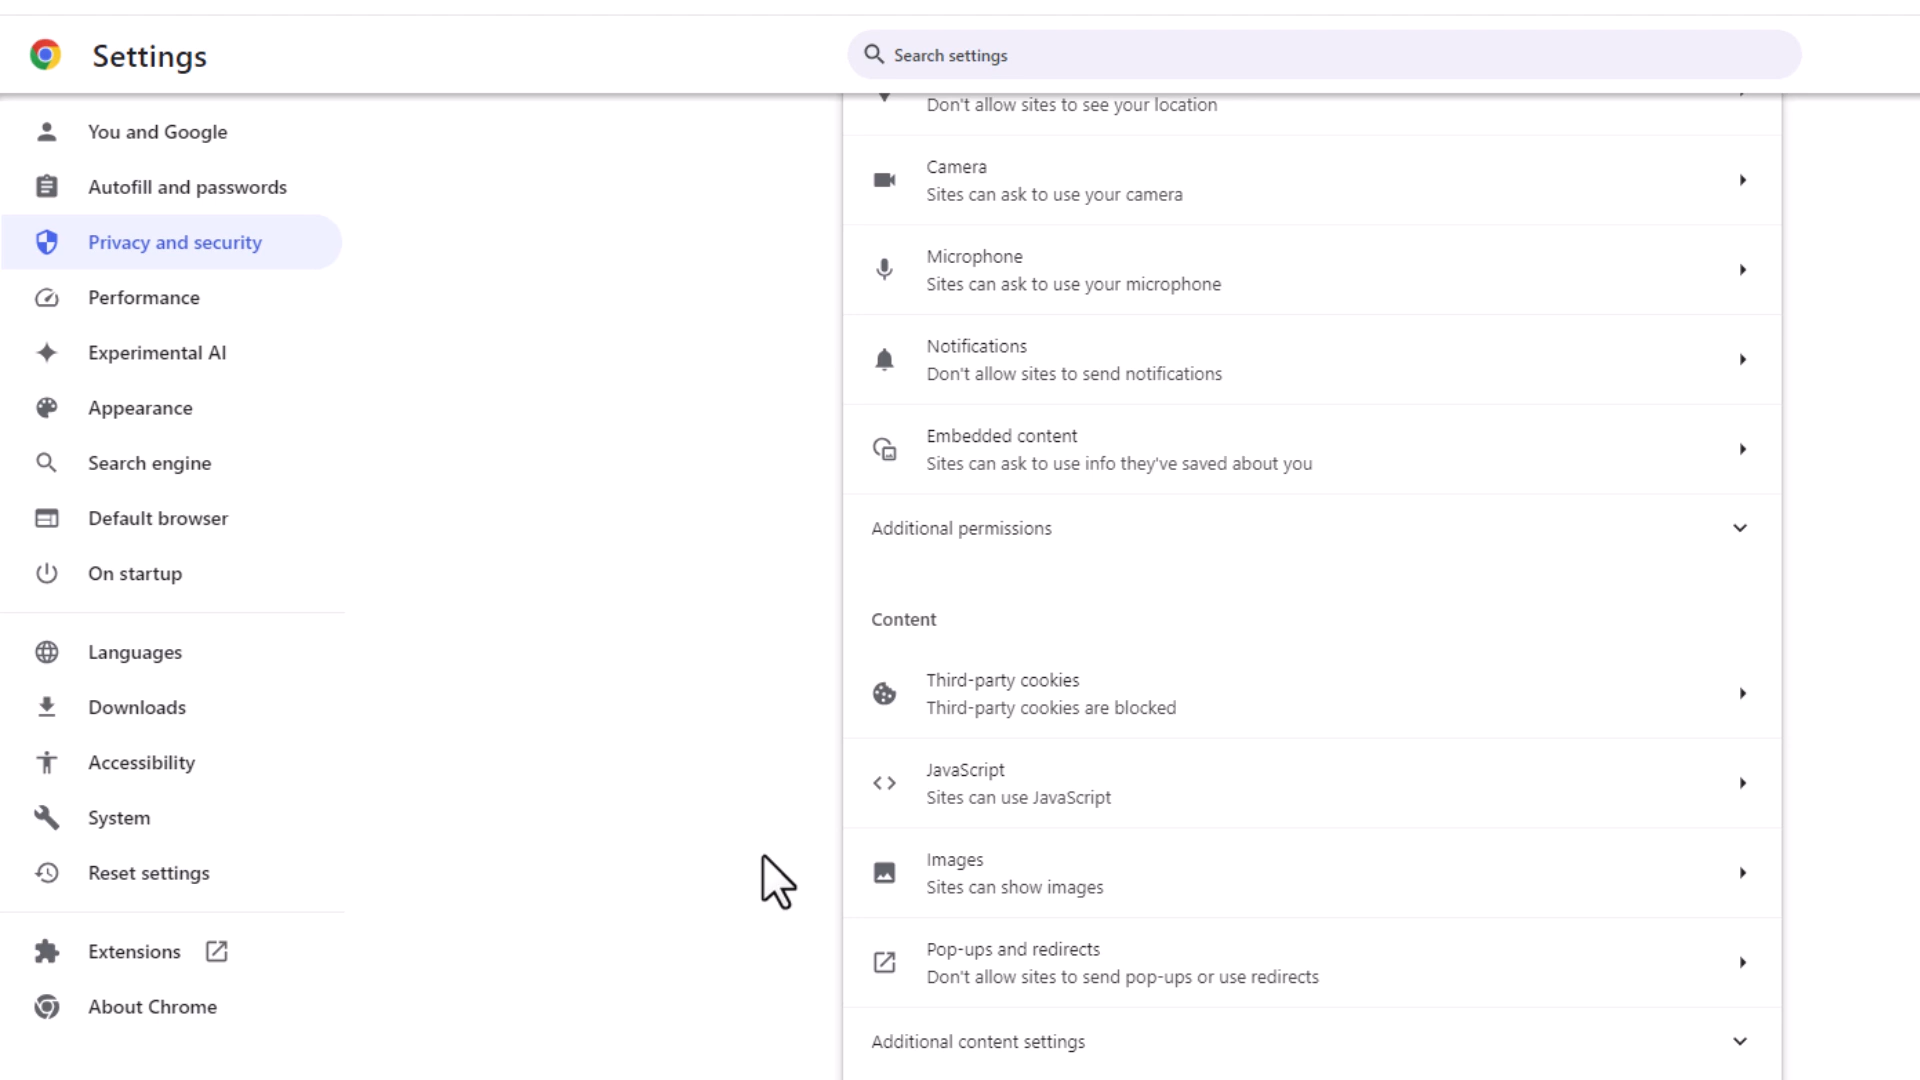 Settings
Search settings
You and Google
Autofill and passwords
Privacy and security
Performance
Experimental AI
Appearance
Search engine
Default browser
On startup
Languages
Downloads
Accessibility
System
Reset settings
Extensions
About Chrome
Don't allow sites to see your location
Camera
Sites can ask to use your camera
Microphone
Sites can ask to use your microphone
Notifications
Don't allow sites to send notifications
Embedded content
Sites can ask to use info they've saved about you
Additional permissions
Content
Third-party cookies
Third-party cookies are blocked
JavaScript
Sites can use JavaScript
Images
Sites can show images
Pop-ups and redirects
Don't allow sites to send pop-ups or use redirects
Additional content settings